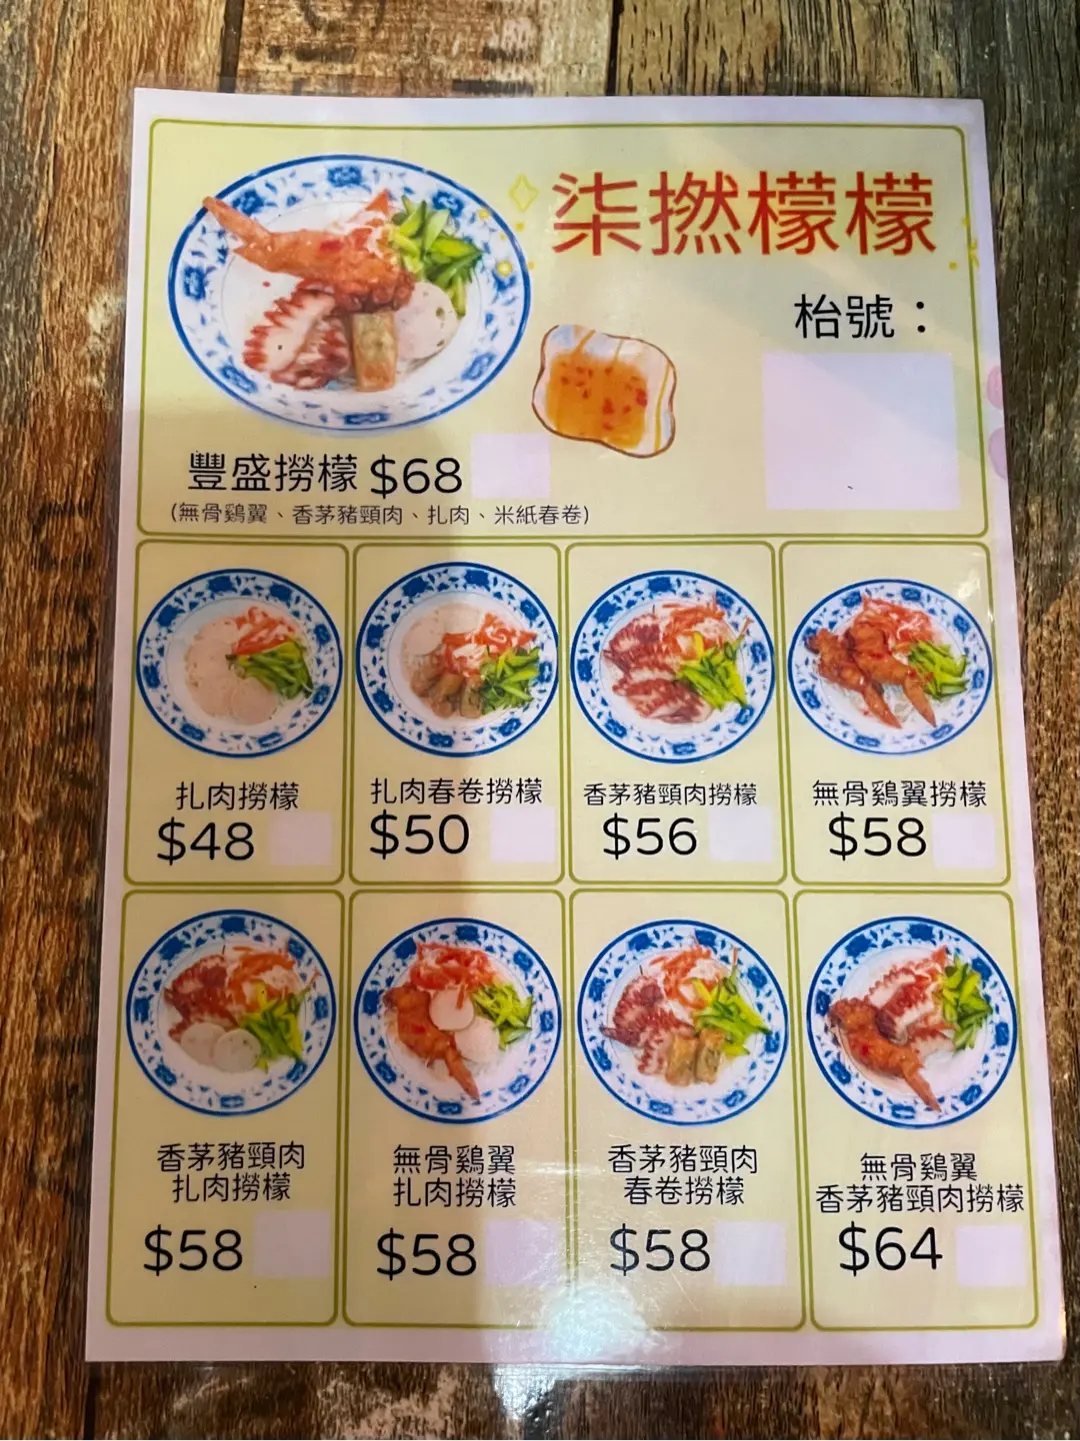 柒撚檬檬
枱號：
豐盛撈檬 $68
(無骨鷄翼、香茅豬頸肉、扎肉、米紙春卷)
扎肉撈檬
$48
扎肉春卷撈檬
$50
香茅豬頸肉撈檬
$56
無骨鷄翼撈檬
$58
香茅豬頸肉
扎肉撈檬
$58
無骨鷄翼
扎肉撈檬
$58
香茅豬頸肉
春卷撈檬
$58
無骨鷄翼
香茅豬頸肉撈檬
$64